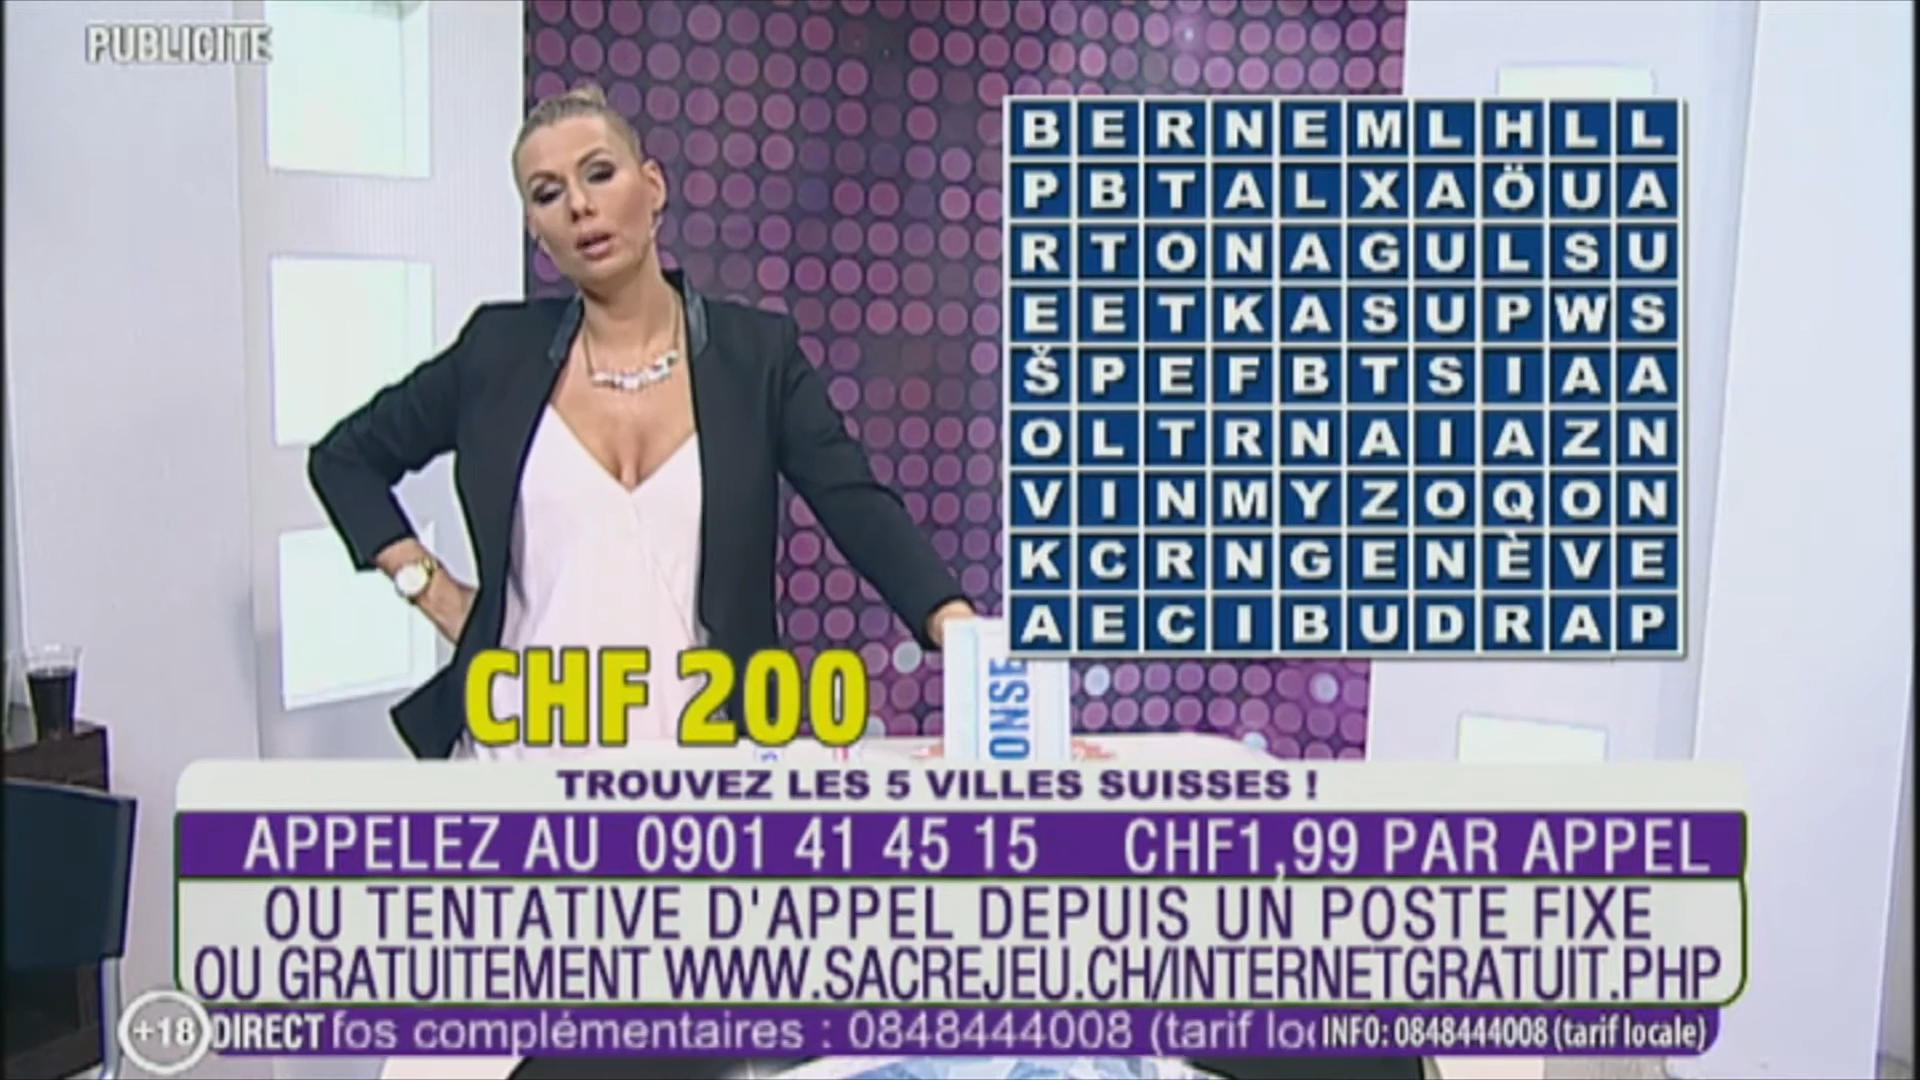 PUBLICITE
B E R N E M L H L L
P B T A L X A Ö U A
R T O N A G U L S U
E E T K A S U P W S
Š P E F B T S I A A
O L T R N A I A Z N
V I N M Y Z O Q O N
K C R N G E N È V E
A E C I B U D R A P
ONSE
CHF 200
TROUVEZ LES 5 VILLES SUISSES !
APPELEZ AU 0901 41 45 15 CHF1,99 PAR APPEL
OU TENTATIVE D'APPEL DEPUIS UN POSTE FIXE
OU GRATUITEMENT WWW.SACREJEU.CH/INTERNETGRATUIT.PHP
+18 DIRECT fos complémentaires : 0848444008 (tarif loc INFO: 0848444008 (tarif locale)